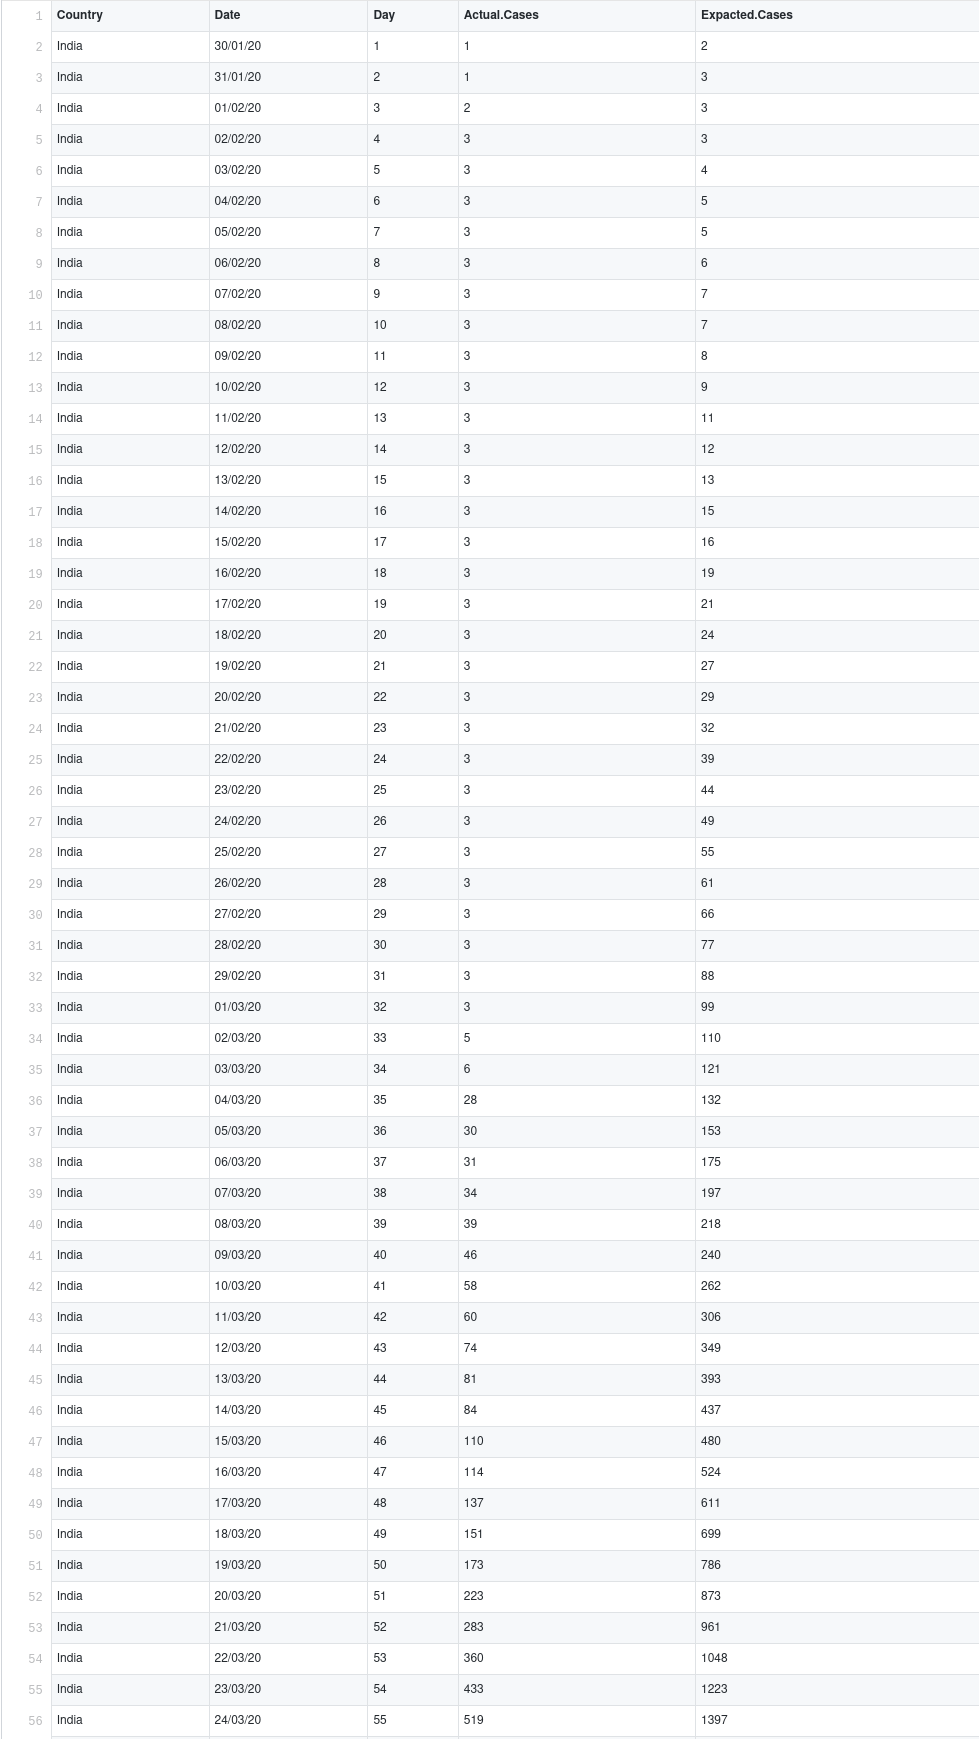 1 Country Date Day Actual.Cases Expacted.Cases
2 India 30/01/20 1 1 2
3 India 31/01/20 2 1 3
4 India 01/02/20 3 2 3
5 India 02/02/20 4 3 3
6 India 03/02/20 5 3 4
7 India 04/02/20 6 3 5
8 India 05/02/20 7 3 5
9 India 06/02/20 8 3 6
10 India 07/02/20 9 3 7
11 India 08/02/20 10 3 7
12 India 09/02/20 11 3 8
13 India 10/02/20 12 3 9
14 India 11/02/20 13 3 11
15 India 12/02/20 14 3 12
16 India 13/02/20 15 3 13
17 India 14/02/20 16 3 15
18 India 15/02/20 17 3 16
19 India 16/02/20 18 3 19
20 India 17/02/20 19 3 21
21 India 18/02/20 20 3 24
22 India 19/02/20 21 3 27
23 India 20/02/20 22 3 29
24 India 21/02/20 23 3 32
25 India 22/02/20 24 3 39
26 India 23/02/20 25 3 44
27 India 24/02/20 26 3 49
28 India 25/02/20 27 3 55
29 India 26/02/20 28 3 61
30 India 27/02/20 29 3 66
31 India 28/02/20 30 3 77
32 India 29/02/20 31 3 88
33 India 01/03/20 32 3 99
34 India 02/03/20 33 5 110
35 India 03/03/20 34 6 121
36 India 04/03/20 35 28 132
37 India 05/03/20 36 30 153
38 India 06/03/20 37 31 175
39 India 07/03/20 38 34 197
40 India 08/03/20 39 39 218
41 India 09/03/20 40 46 240
42 India 10/03/20 41 58 262
43 India 11/03/20 42 60 306
44 India 12/03/20 43 74 349
45 India 13/03/20 44 81 393
46 India 14/03/20 45 84 437
47 India 15/03/20 46 110 480
48 India 16/03/20 47 114 524
49 India 17/03/20 48 137 611
50 India 18/03/20 49 151 699
51 India 19/03/20 50 173 786
52 India 20/03/20 51 223 873
53 India 21/03/20 52 283 961
54 India 22/03/20 53 360 1048
55 India 23/03/20 54 433 1223
56 India 24/03/20 55 519 1397